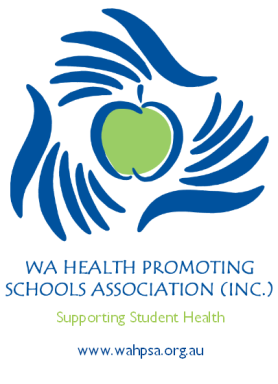 WA HEALTH PROMOTING
SCHOOLS ASSOCIATION (INC.)
Supporting Student Health
www.wahpsa.org.au